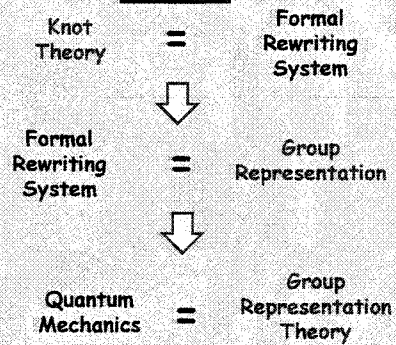 Knot
Theory
=
Formal
Rewriting
System
Formal
Rewriting
System
=
Group
Representation
Quantum
Mechanics
=
Group
Representation
Theory